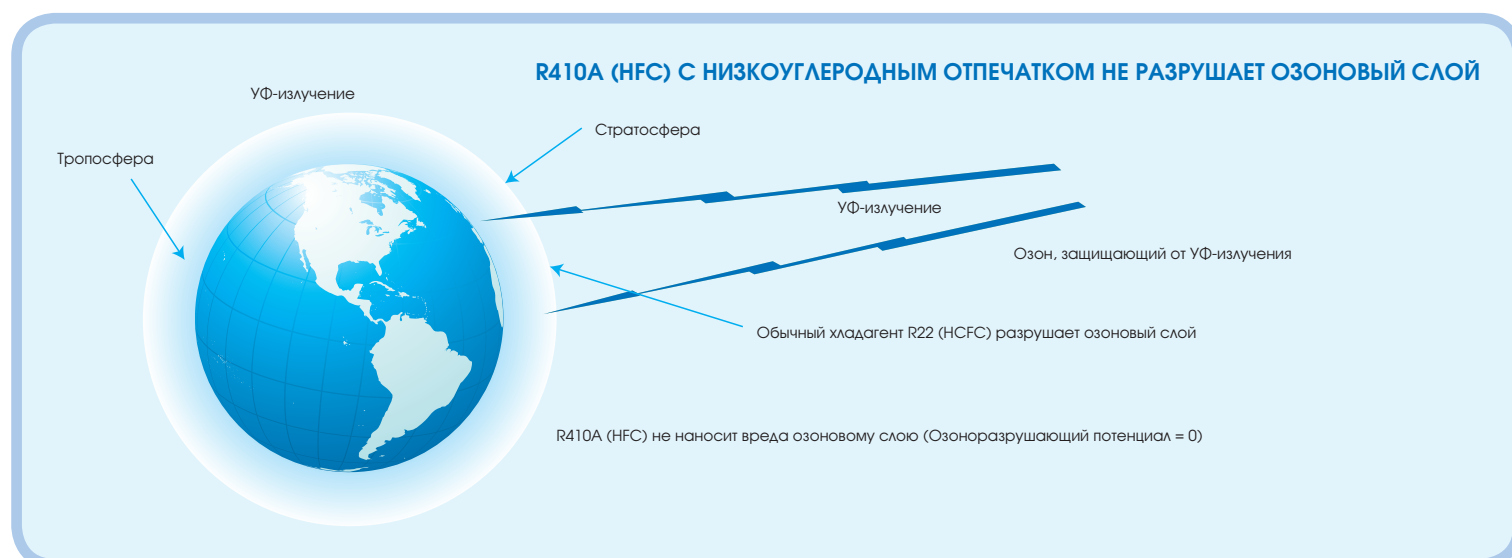 R410A (HFC) С НИЗКОУГЛЕРОДНЫМ ОТПЕЧАТКОМ НЕ РАЗРУШАЕТ ОЗОНОВЫЙ СЛОЙ
УФ-излучение
Стратосфера
Тропосфера
УФ-излучение
Озон, защищающий от УФ-излучения
Обычный хладагент R22 (HCFC) разрушает озоновый слой
R410A (HFC) не наносит вреда озоновому слою (Озоноразрушающий потенциал = 0)